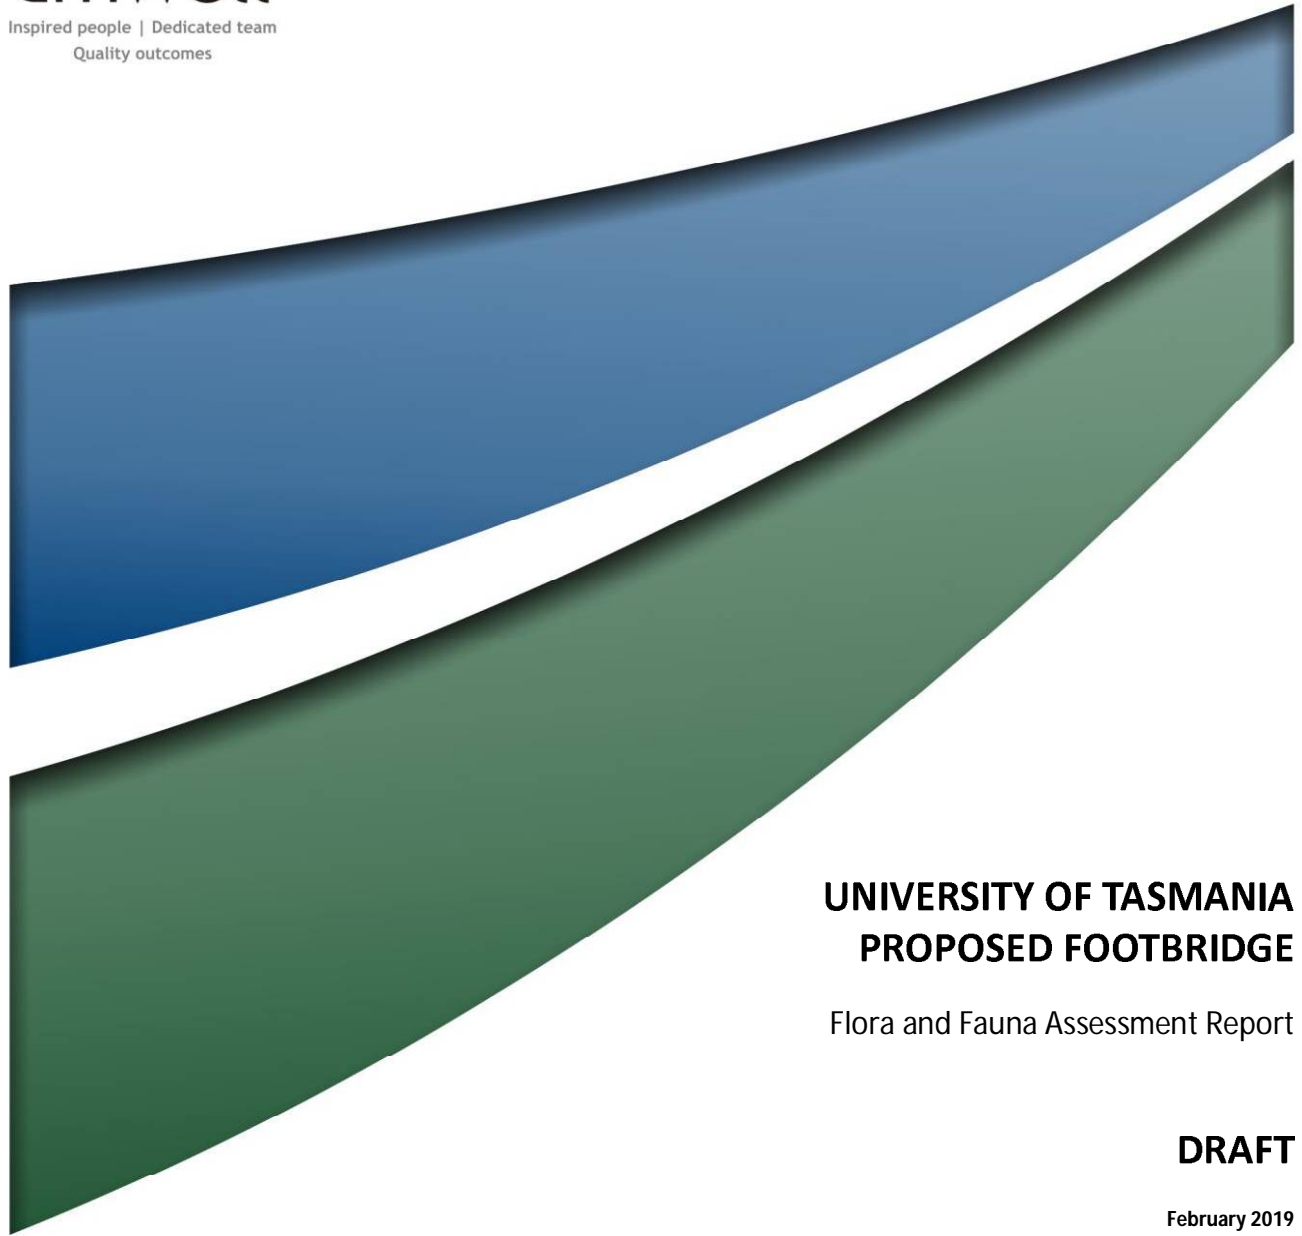 Inspired people | Dedicated team
Quality outcomes
UNIVERSITY OF TASMANIA
PROPOSED FOOTBRIDGE
Flora and Fauna Assessment Report
DRAFT
February 2019